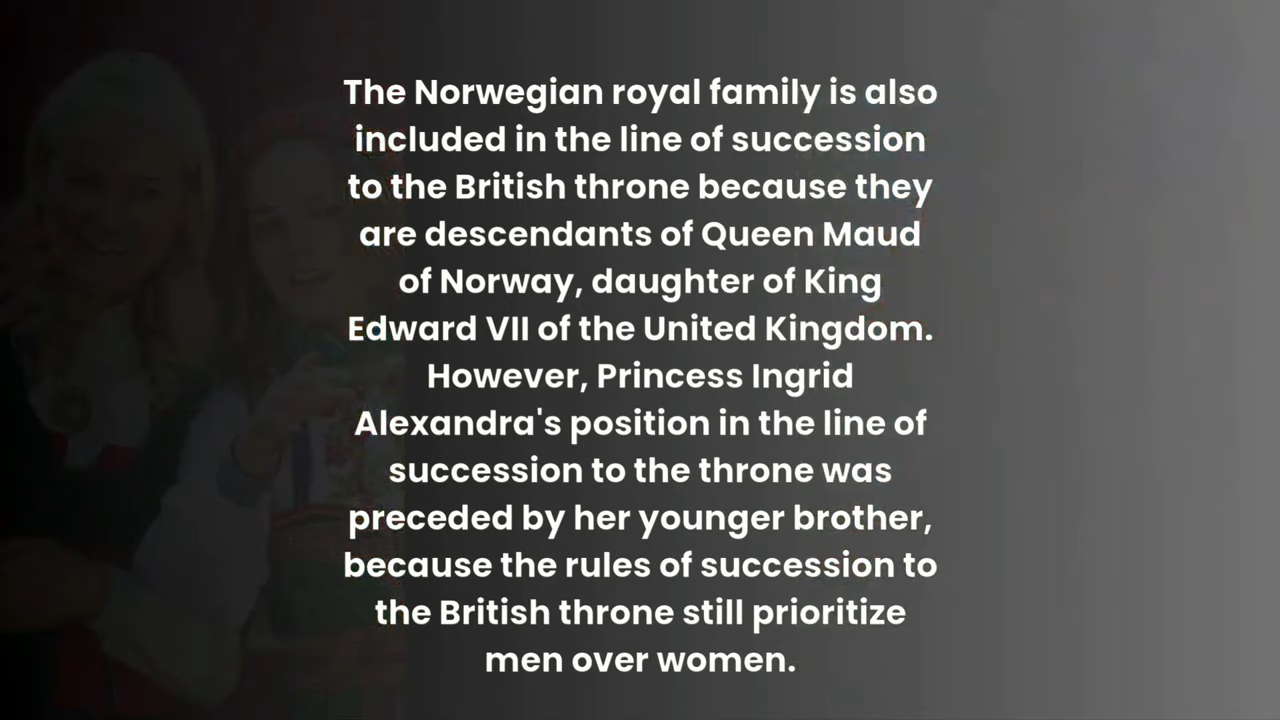 The Norwegian royal family is also
included in the line of succession
to the British throne because they
are descendants of Queen Maud
of Norway, daughter of King
Edward VII of the United Kingdom.
However, Princess Ingrid
Alexandra's position in the line of
succession to the throne was
preceded by her younger brother,
because the rules of succession to
the British throne still prioritize
men over women.